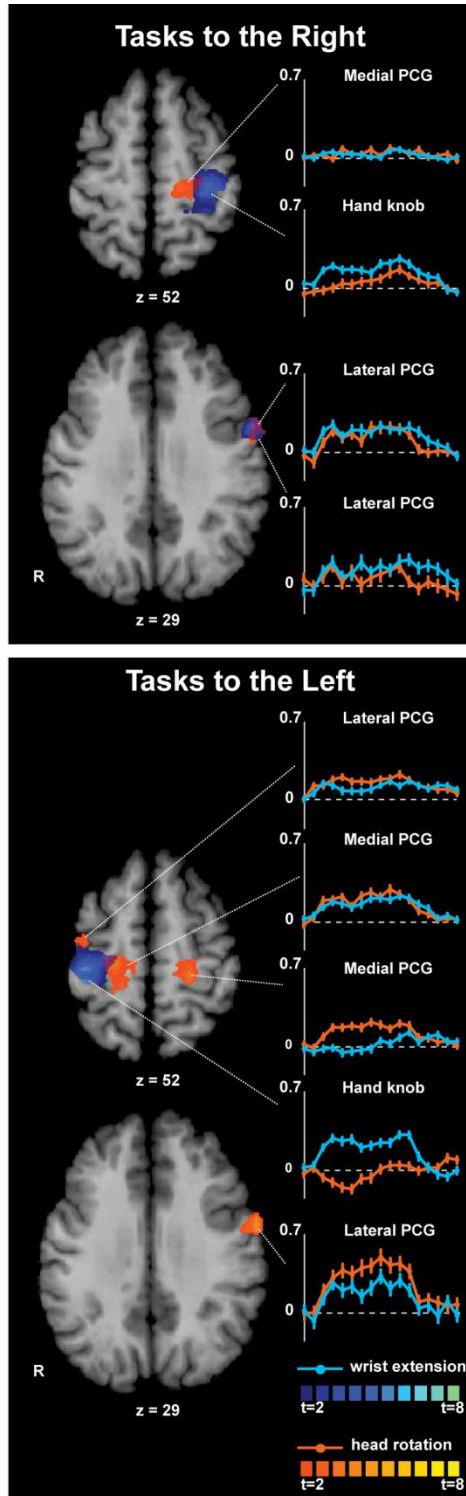 Tasks to the Right
0.7
Medial PCG
0
0.7
Hand knob
z = 52
0
0.7
Lateral PCG
0
0.7
Lateral PCG
R
0
z = 29
Tasks to the Left
0.7
Lateral PCG
0
0.7
Medial PCG
0
0.7
Medial PCG
0
z = 52
0.7
Hand knob
0
0.7
Lateral PCG
0
R
wrist extension
z = 29
t=2 t=8
head rotation
t=2 t=8